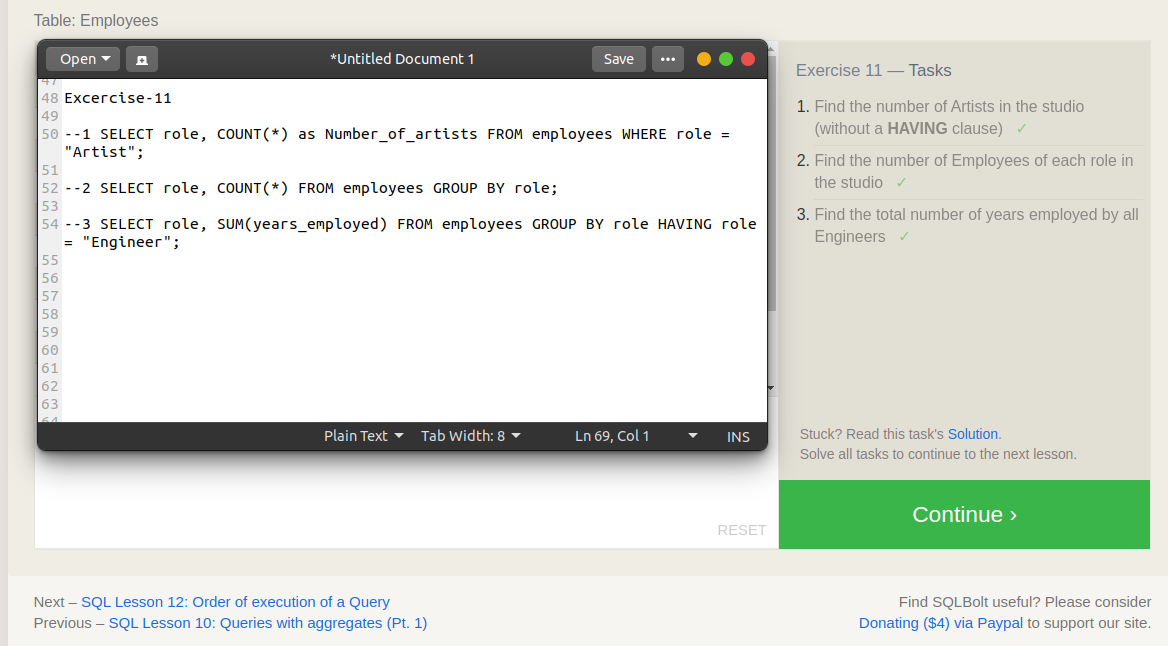 Table: Employees
Open
*Untitled Document 1
Save
47
48 Excercise-11
49
50 --1 SELECT role, COUNT(*) as Number_of_artists FROM employees WHERE role =
"Artist";
51
52 --2 SELECT role, COUNT(*) FROM employees GROUP BY role;
53
54 --3 SELECT role, SUM(years_employed) FROM employees GROUP BY role HAVING role
= "Engineer";
55
56
57
58
59
60
61
62
63
64
Plain Text Tab Width: 8 Ln 69, Col 1 INS
RESET
Exercise 11 — Tasks
1. Find the number of Artists in the studio
(without a HAVING clause) ✓
2. Find the number of Employees of each role in
the studio ✓
3. Find the total number of years employed by all
Engineers ✓
Stuck? Read this task's Solution.
Solve all tasks to continue to the next lesson.
Continue ›
Next – SQL Lesson 12: Order of execution of a Query
Previous – SQL Lesson 10: Queries with aggregates (Pt. 1)
Find SQLBolt useful? Please consider
Donating ($4) via Paypal to support our site.